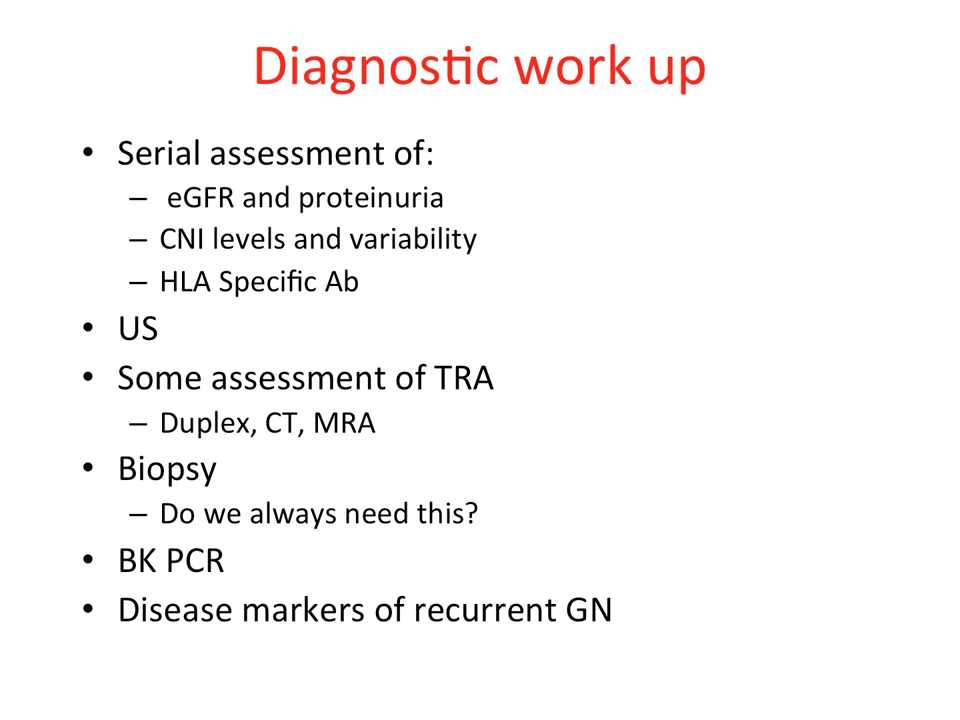 Diagnostic work up
• Serial assessment of:
– eGFR and proteinuria
– CNI levels and variability
– HLA Specific Ab
• US
• Some assessment of TRA
– Duplex, CT, MRA
• Biopsy
– Do we always need this?
• BK PCR
• Disease markers of recurrent GN